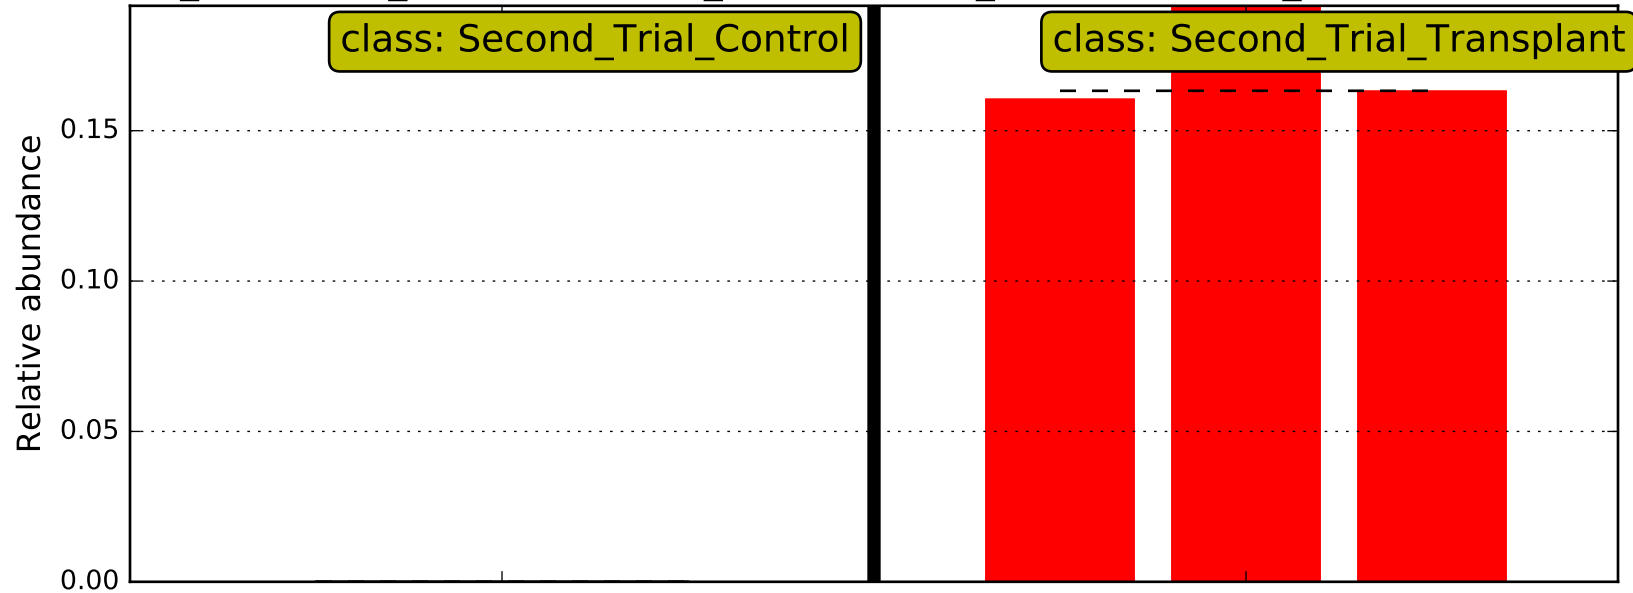 class: Second_Trial_Control
class: Second_Trial_Transplant
Relative abundance
0.15
0.10
0.05
0.00